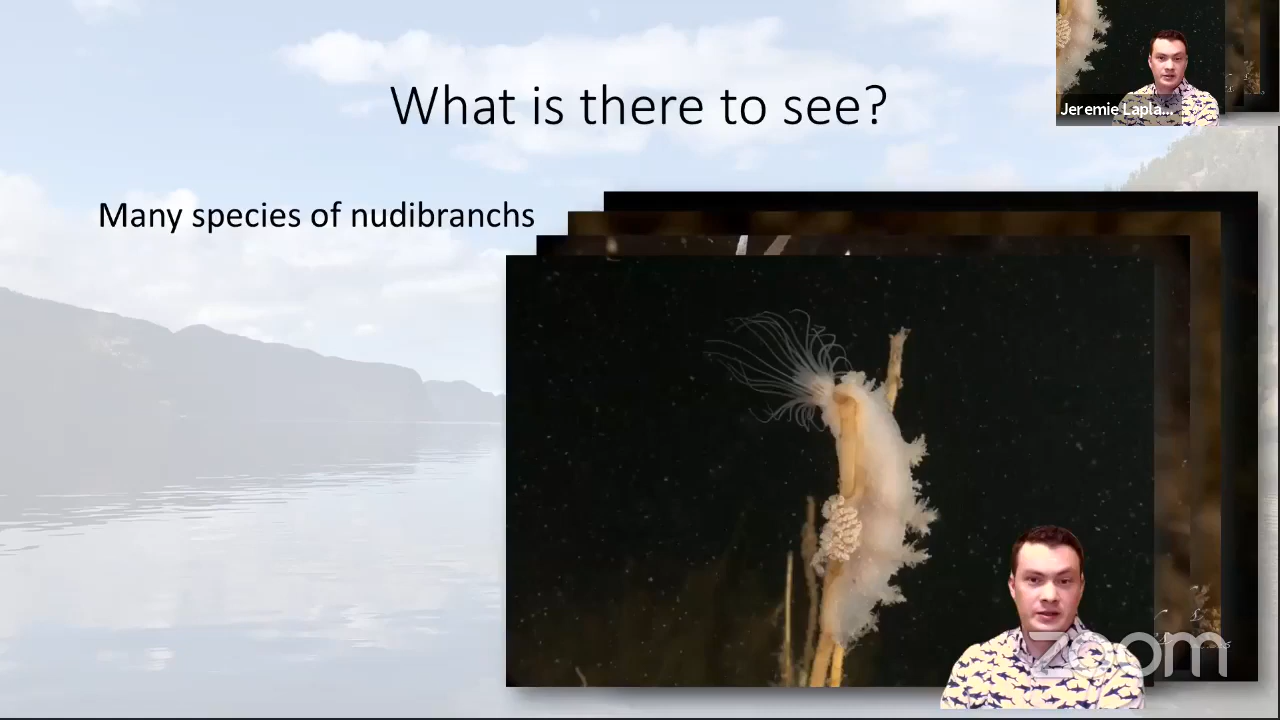 What is there to see?
Jeremie Lapla...
Many species of nudibranchs
zoom